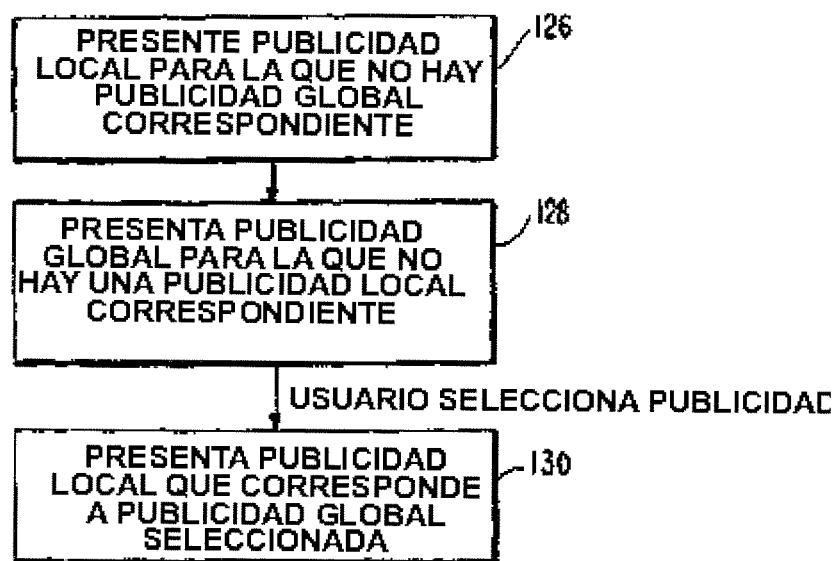 PRESENTE PUBLICIDAD
LOCAL PARA LA QUE NO HAY
PUBLICIDAD GLOBAL
CORRESPONDIENTE
126
PRESENTA PUBLICIDAD
GLOBAL PARA LA QUE NO
HAY UNA PUBLICIDAD LOCAL
CORRESPONDIENTE
128
USUARIO SELECCIONA PUBLICIDAD
PRESENTA PUBLICIDAD
LOCAL QUE CORRESPONDE
A PUBLICIDAD GLOBAL
SELECCIONADA
130